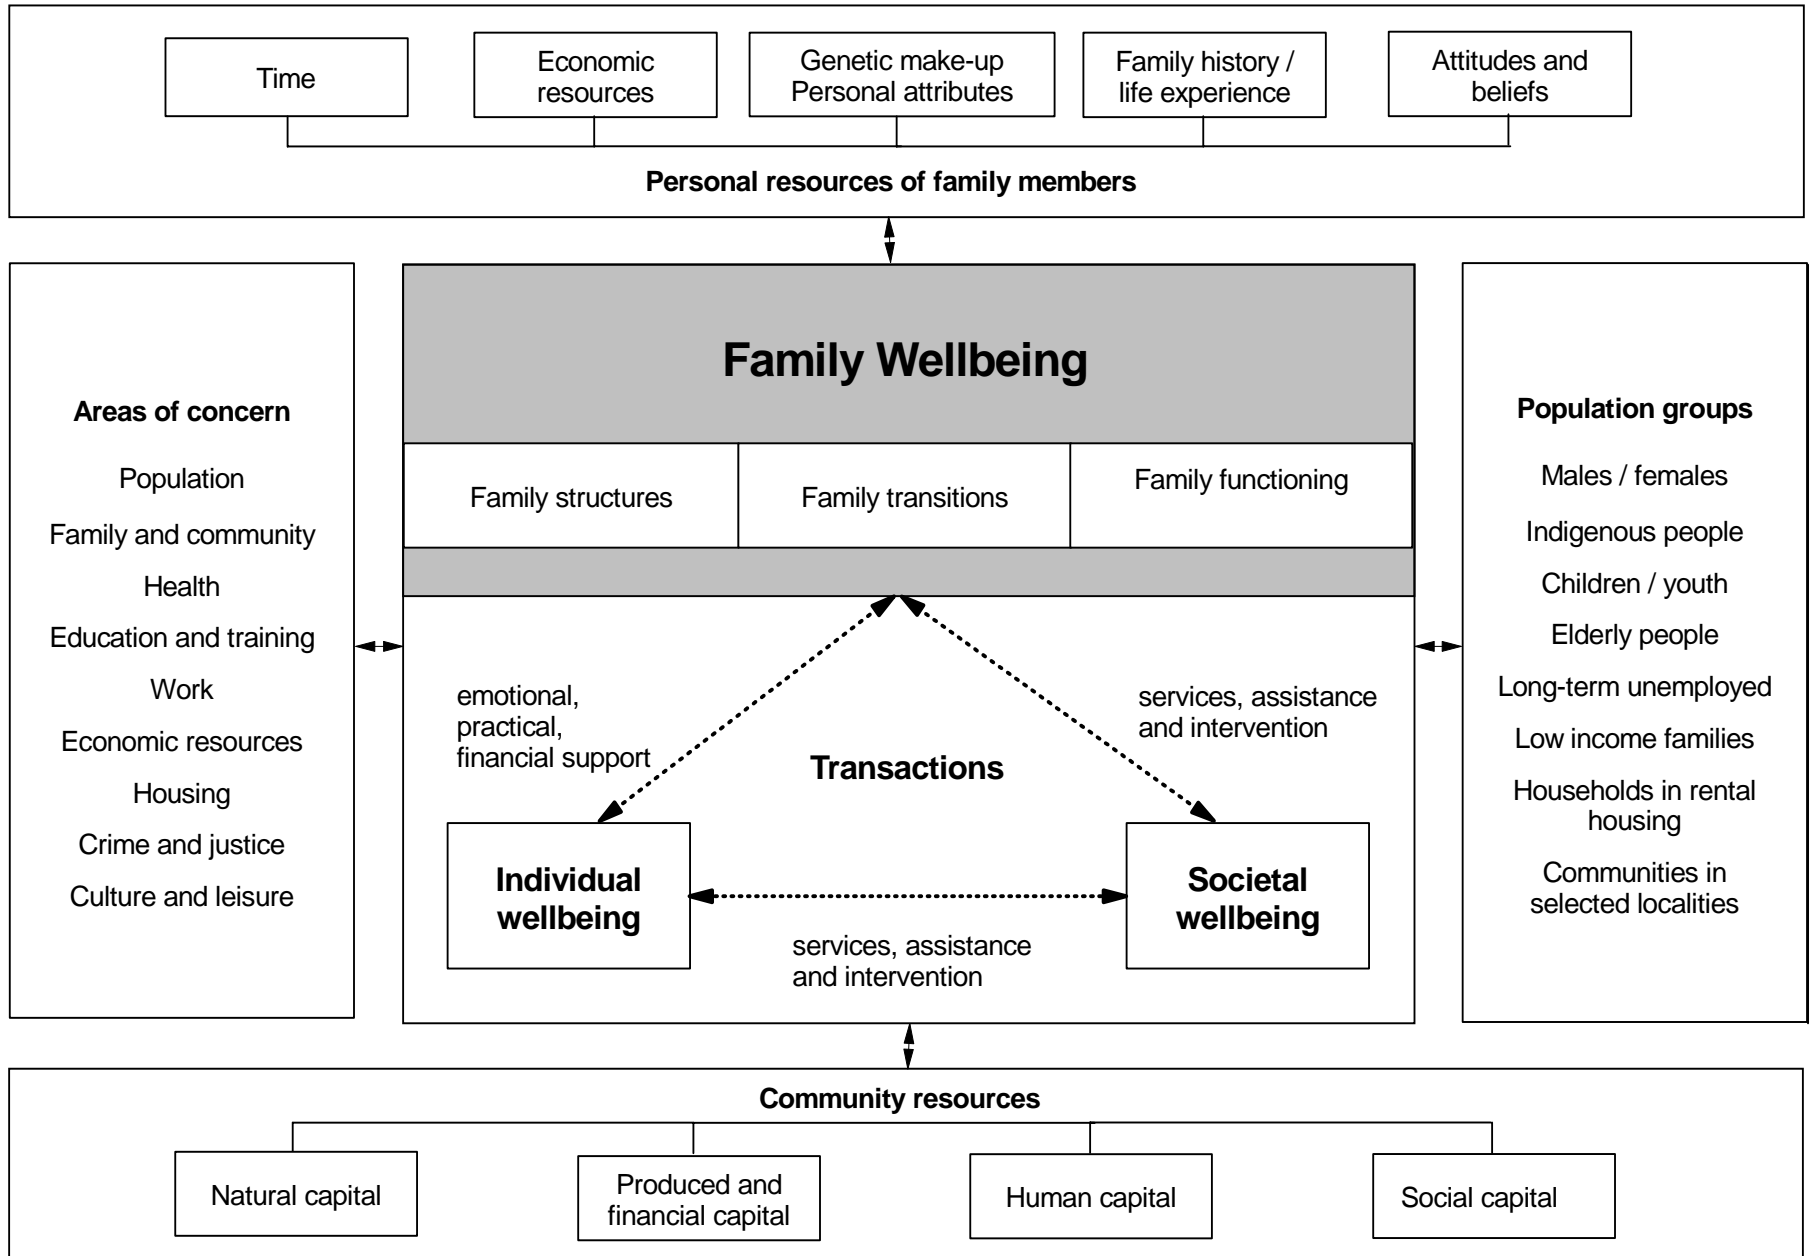 Time
Economic
resources
Genetic make-up
Personal attributes
Family history /
life experience
Attitudes and
beliefs
Personal resources of family members
Areas of concern
Population
Family and community
Health
Education and training
Work
Economic resources
Housing
Crime and justice
Culture and leisure
Family Wellbeing
Family structures
Family transitions
Family functioning
emotional,
practical,
financial support
services, assistance
and intervention
Transactions
Individual
wellbeing
Societal
wellbeing
services, assistance
and intervention
Population groups
Males / females
Indigenous people
Children / youth
Elderly people
Long-term unemployed
Low income families
Households in rental
housing
Communities in
selected localities
Community resources
Natural capital
Produced and
financial capital
Human capital
Social capital